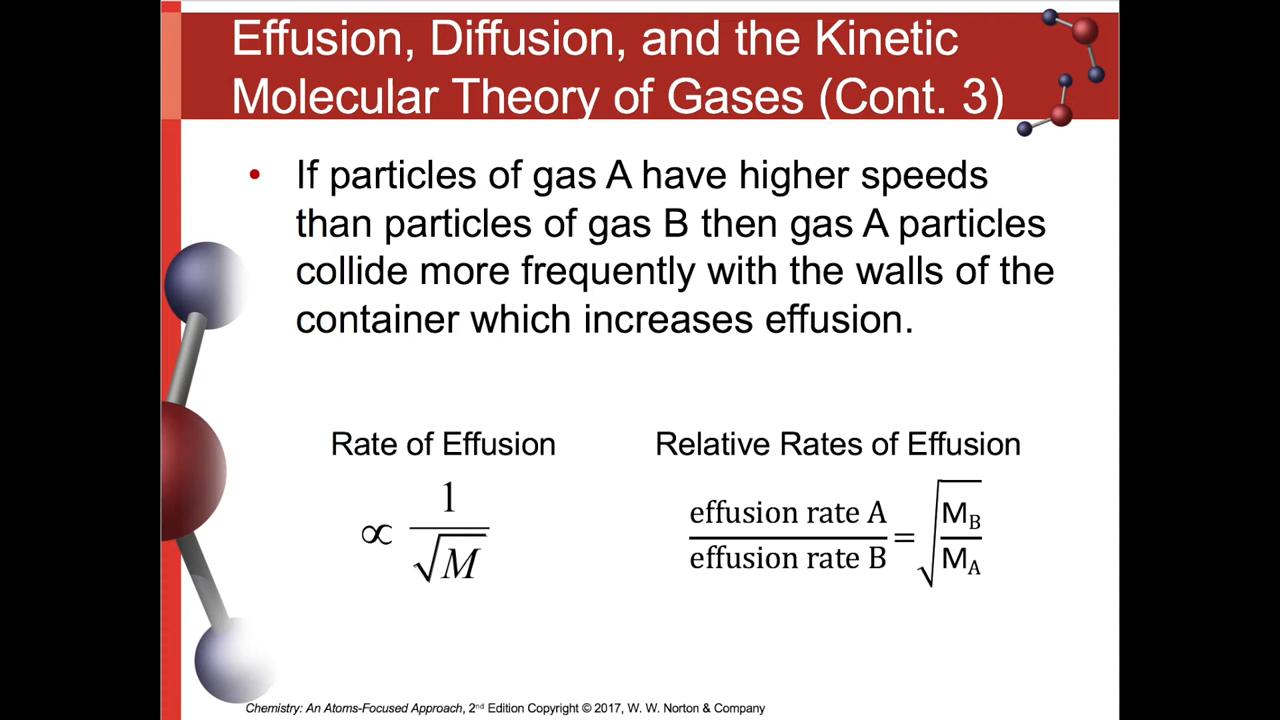 Effusion, Diffusion, and the Kinetic
Molecular Theory of Gases (Cont. 3)
• If particles of gas A have higher speeds
than particles of gas B then gas A particles
collide more frequently with the walls of the
container which increases effusion.
Rate of Effusion
∝ 1/√M
Relative Rates of Effusion
effusion rate A/effusion rate B = √(M_B/M_A)
Chemistry: An Atoms-Focused Approach, 2nd Edition Copyright © 2017, W. W. Norton & Company